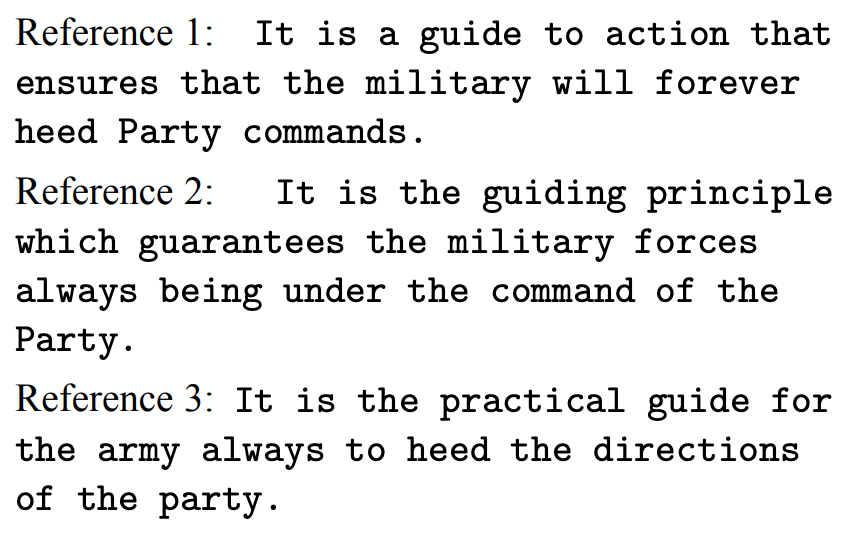 Reference 1: It is a guide to action that
ensures that the military will forever
heed Party commands.
Reference 2: It is the guiding principle
which guarantees the military forces
always being under the command of the
Party.
Reference 3: It is the practical guide for
the army always to heed the directions
of the party.